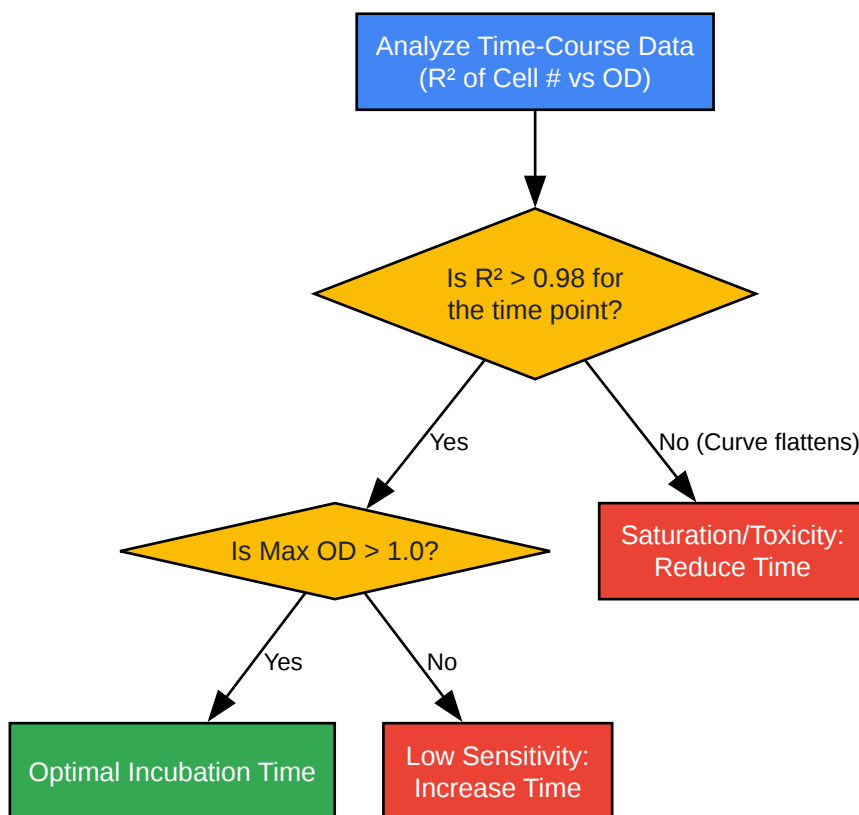 Analyze Time-Course Data
(R² of Cell # vs OD)
Is R² > 0.98 for
the time point?
Yes
No (Curve flattens)
Is Max OD > 1.0?
Saturation/Toxicity:
Reduce Time
Yes
No
Optimal Incubation Time
Low Sensitivity:
Increase Time